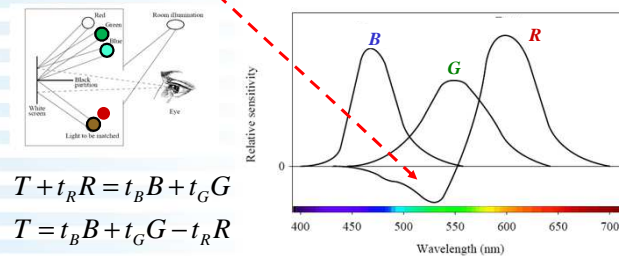 Red
Green
Blue
Room illumination
Black
partition
White
screen
Eye
Light to be matched
T + t_R R = t_B B + t_G G
T = t_B B + t_G G − t_R R
B
G
R
Relative sensitivity
0
400 450 500 550 600 650 700
Wavelength (nm)